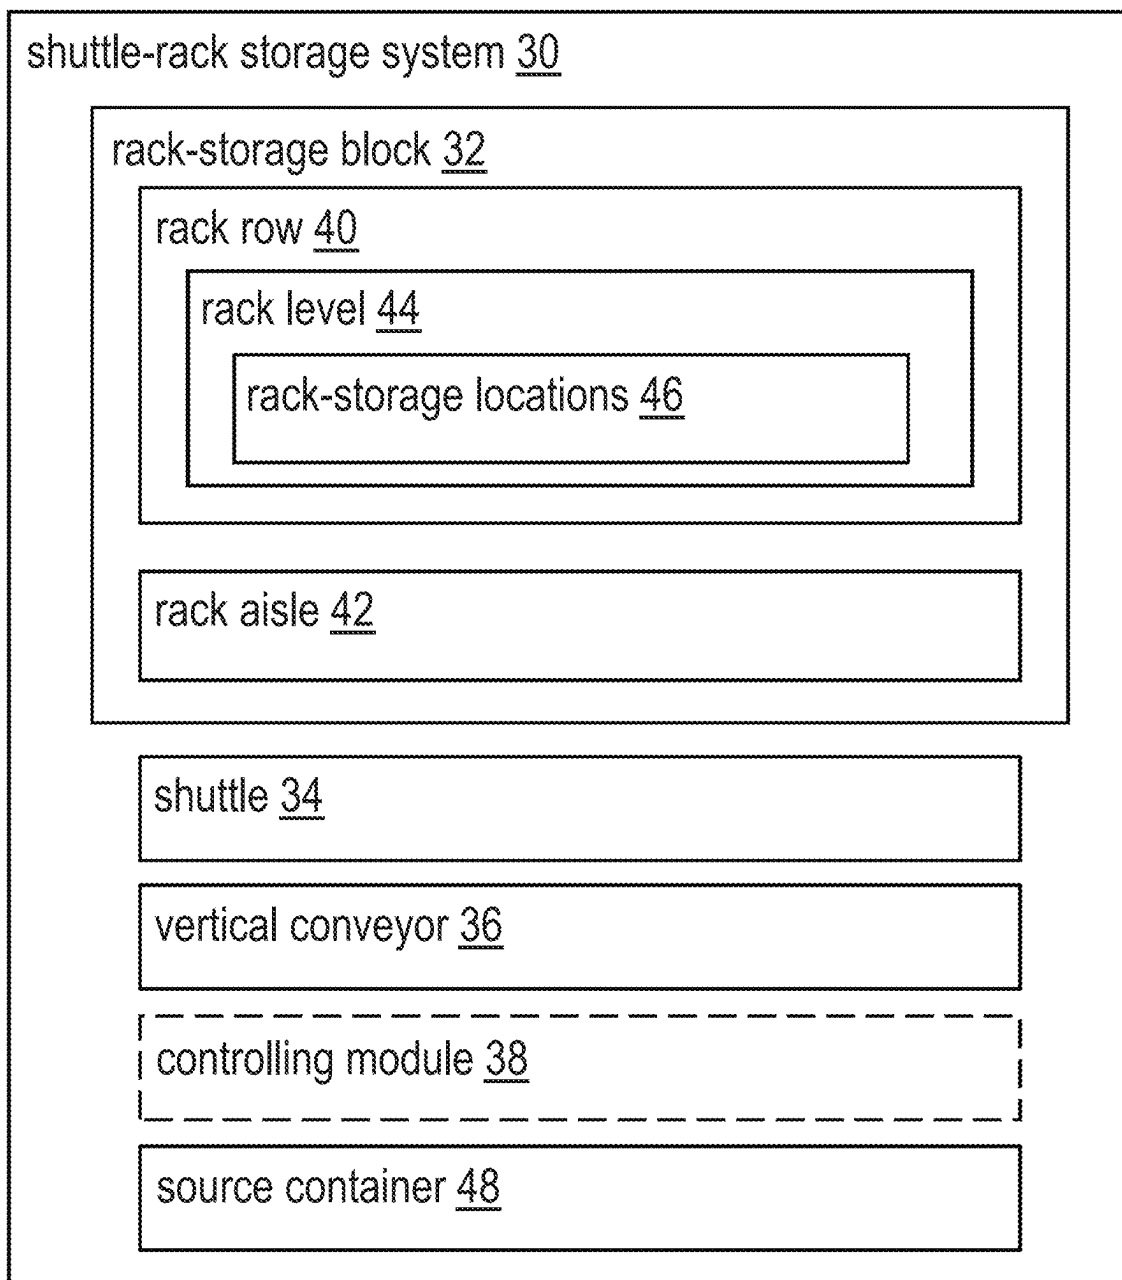 shuttle-rack storage system 30
rack-storage block 32
rack row 40
rack level 44
rack-storage locations 46
rack aisle 42
shuttle 34
vertical conveyor 36
controlling module 38
source container 48